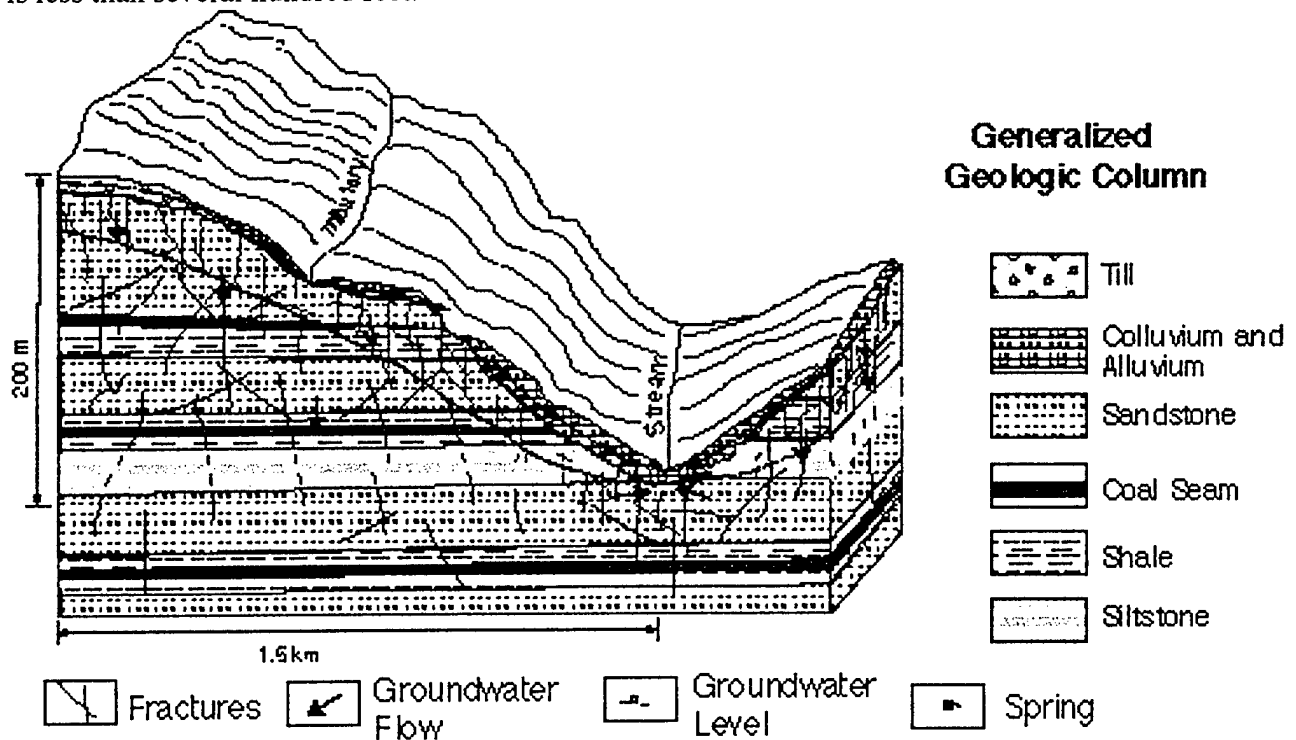 Generalized
Geologic Column
Tributary
Stream
200 m
1.5 km
Till
Colluvium and
Alluvium
Sandstone
Coal Seam
Shale
Siltstone
Fractures
Groundwater
Flow
Groundwater
Level
Spring